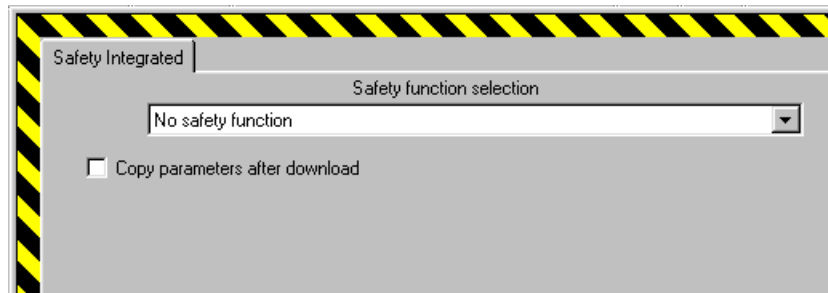 Safety Integrated
Safety function selection
No safety function
Copy parameters after download